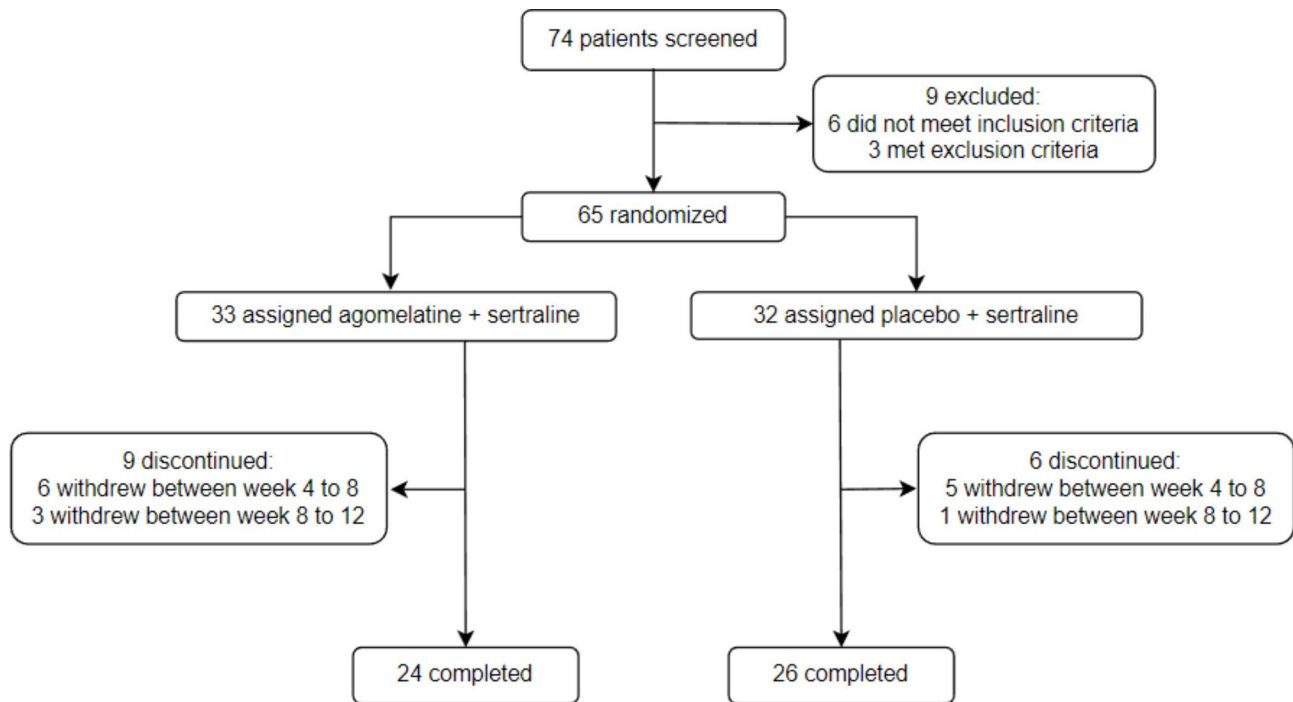 74 patients screened
9 excluded:
6 did not meet inclusion criteria
3 met exclusion criteria
65 randomized
33 assigned agomelatine + sertraline
32 assigned placebo + sertraline
9 discontinued:
6 withdrew between week 4 to 8
3 withdrew between week 8 to 12
6 discontinued:
5 withdrew between week 4 to 8
1 withdrew between week 8 to 12
24 completed
26 completed